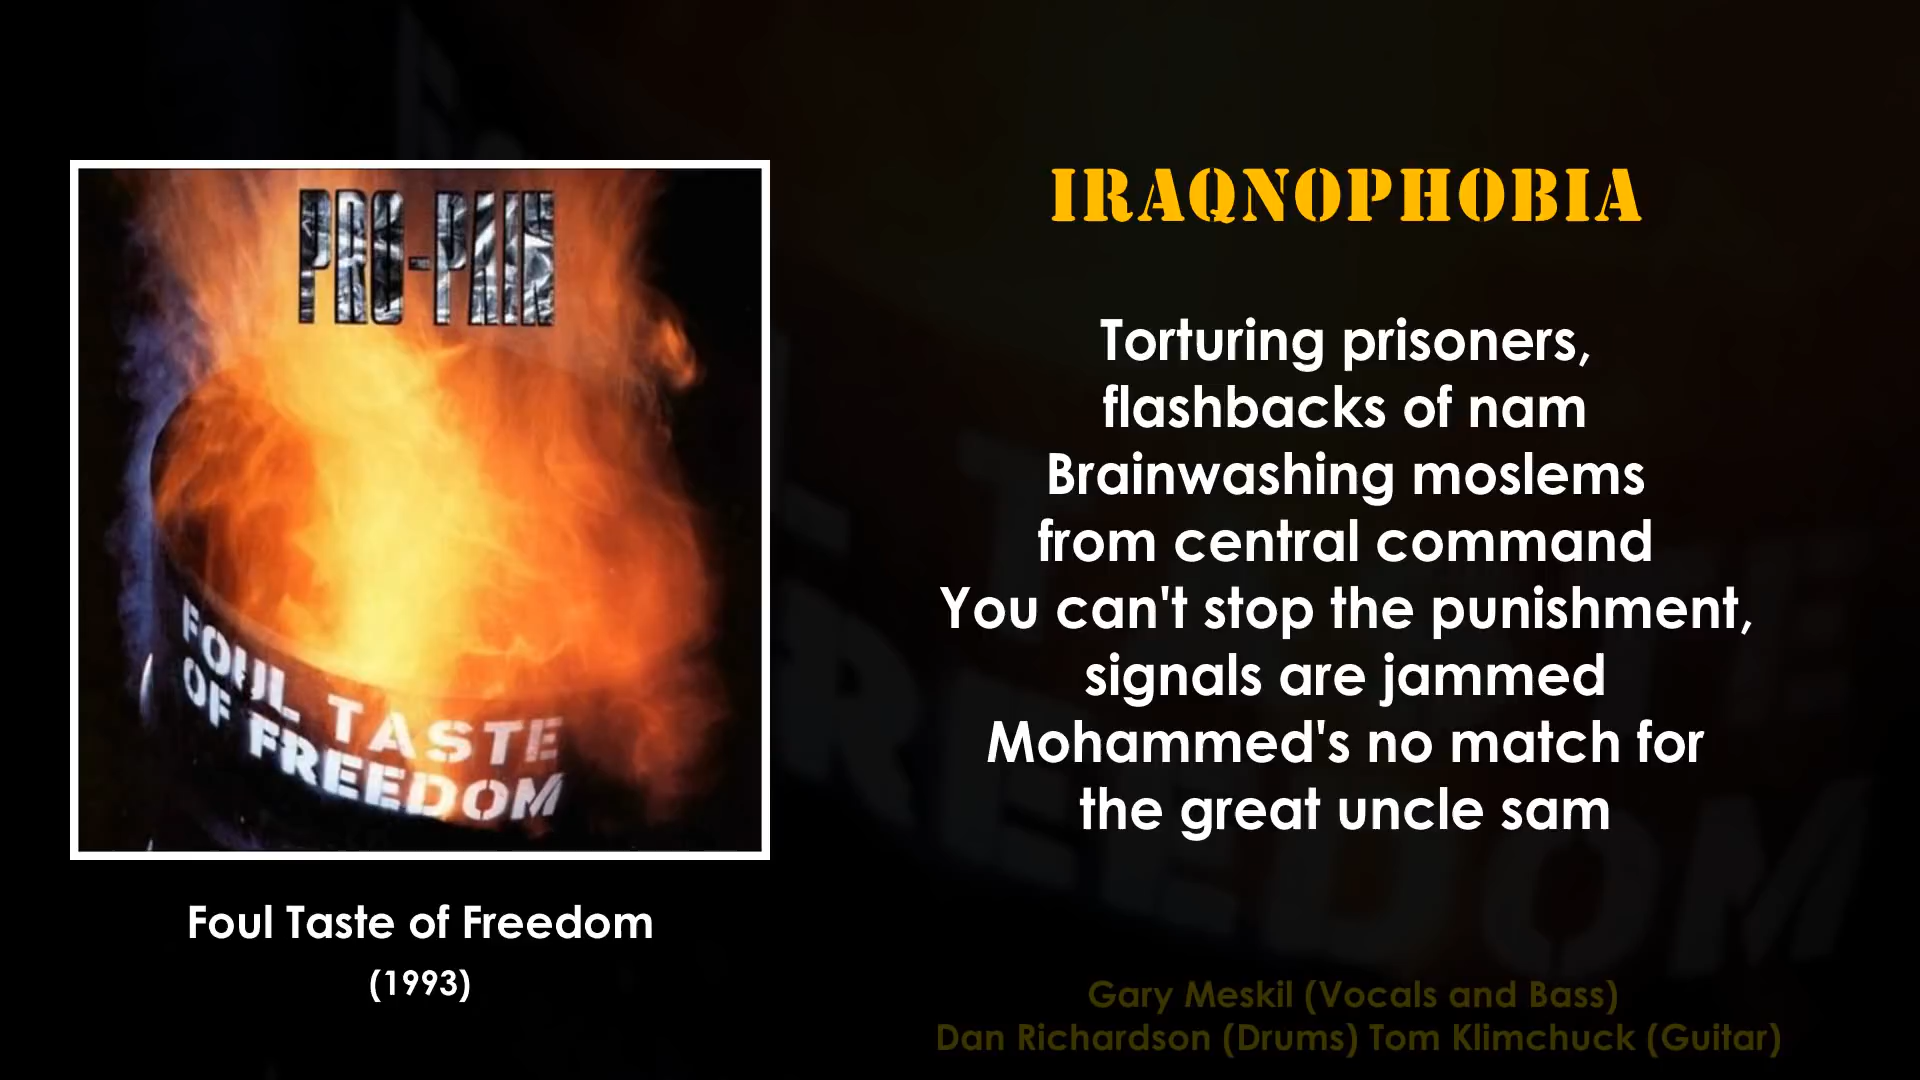 PRO-PAIN
FOUL TASTE
OF FREEDOM
Foul Taste of Freedom
(1993)
IRAQNOPHOBIA
Torturing prisoners,
flashbacks of nam
Brainwashing moslems
from central command
You can't stop the punishment,
signals are jammed
Mohammed's no match for
the great uncle sam
Gary Meskil (Vocals and Bass)
Dan Richardson (Drums) Tom Klimchuck (Guitar)